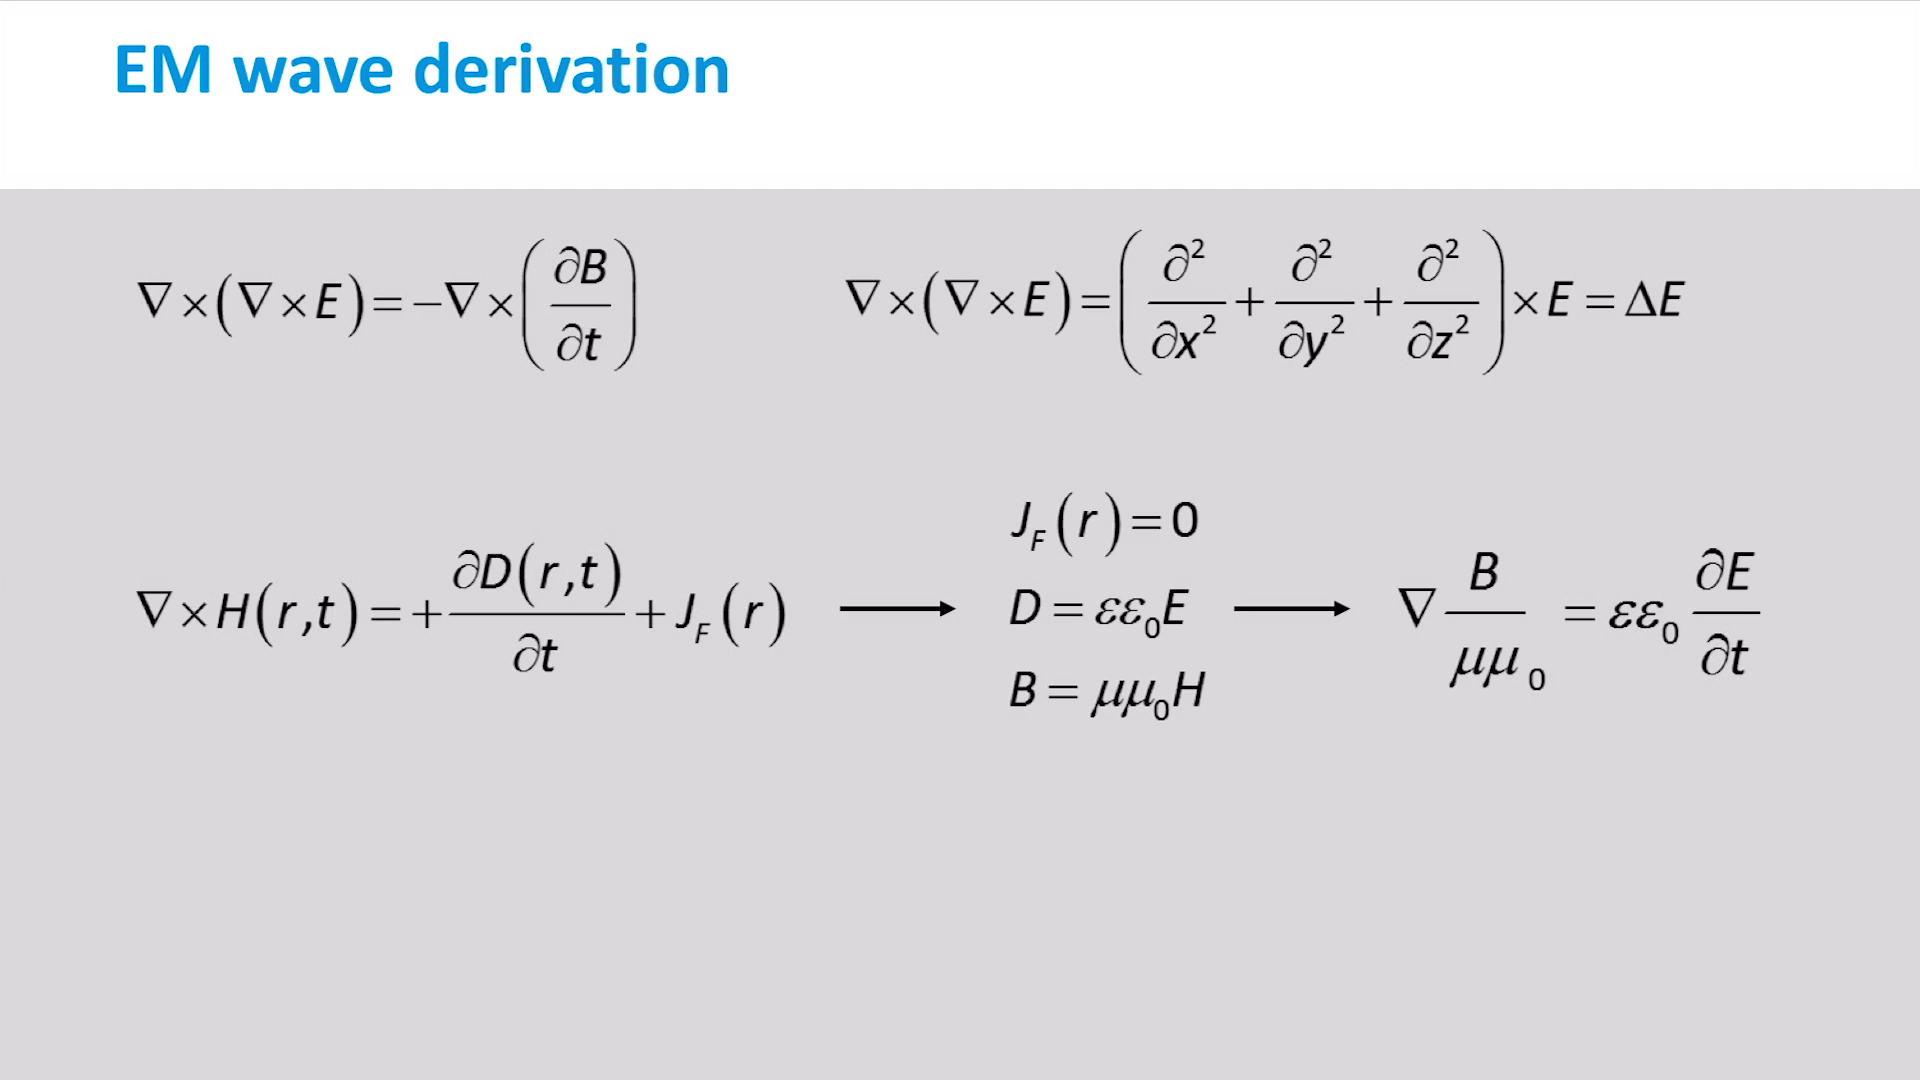 EM wave derivation
∇×(∇×E)=−∇×(∂B/∂t)
∇×(∇×E)=(∂²/∂x²+∂²/∂y²+∂²/∂z²)×E=ΔE
∇×H(r,t)=+∂D(r,t)/∂t+J_F(r)
J_F(r)=0
D=εε₀E
B=μμ₀H
∇ B/μμ₀ =εε₀ ∂E/∂t